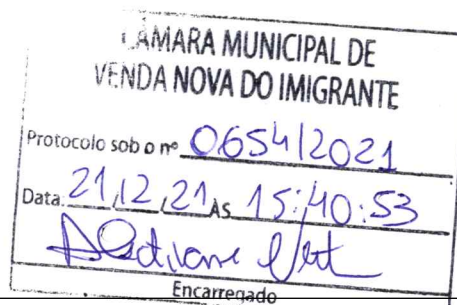 CÂMARA MUNICIPAL DE
VENDA NOVA DO IMIGRANTE
Protocolo sob o nº 0654/2021
Data: 21,12,21 ÀS 15:40:53
Encarregado